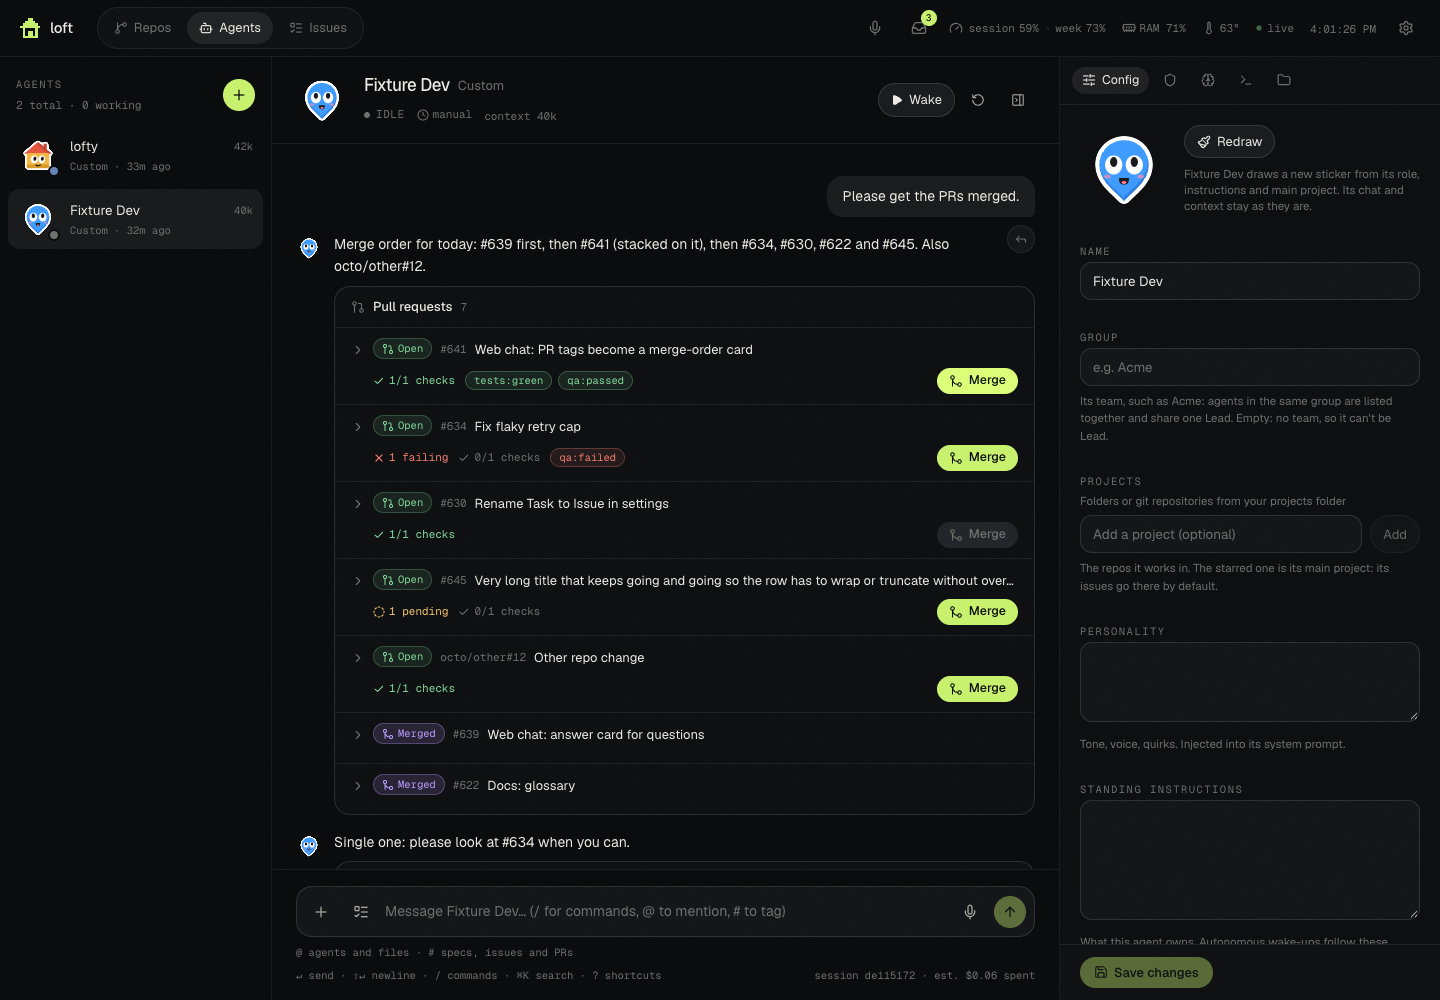 loft
Repos
Agents
Issues
3
session 59% · week 73%
RAM 71%
63°
live
4:01:26 PM
AGENTS
2 total · 0 working
lofty
42k
Custom · 33m ago
Fixture Dev
40k
Custom · 32m ago
Fixture Dev Custom
IDLE
manual
context 40k
Wake
Please get the PRs merged.
Merge order for today: #639 first, then #641 (stacked on it), then #634, #630, #622 and #645. Also
octo/other#12.
Pull requests 7
Open #641 Web chat: PR tags become a merge-order card
1/1 checks tests:green qa:passed Merge
Open #634 Fix flaky retry cap
1 failing 0/1 checks qa:failed Merge
Open #630 Rename Task to Issue in settings
1/1 checks Merge
Open #645 Very long title that keeps going and going so the row has to wrap or truncate without over…
1 pending 0/1 checks Merge
Open octo/other#12 Other repo change
1/1 checks Merge
Merged #639 Web chat: answer card for questions
Merged #622 Docs: glossary
Single one: please look at #634 when you can.
Message Fixture Dev… (/ for commands, @ to mention, # to tag)
@ agents and files · # specs, issues and PRs
↵ send · ⇧↵ newline · / commands · ⌘K search · ? shortcuts
session de115172 · est. $0.06 spent
Config
Redraw
Fixture Dev draws a new sticker from its role,
instructions and main project. Its chat and
context stay as they are.
NAME
Fixture Dev
GROUP
e.g. Acme
Its team, such as Acme: agents in the same group are listed
together and share one Lead. Empty: no team, so it can't be
Lead.
PROJECTS
Folders or git repositories from your projects folder
Add a project (optional)
Add
The repos it works in. The starred one is its main project: its
issues go there by default.
PERSONALITY
Tone, voice, quirks. Injected into its system prompt.
STANDING INSTRUCTIONS
What this agent owns. Autonomous wake-ups follow these.
Save changes